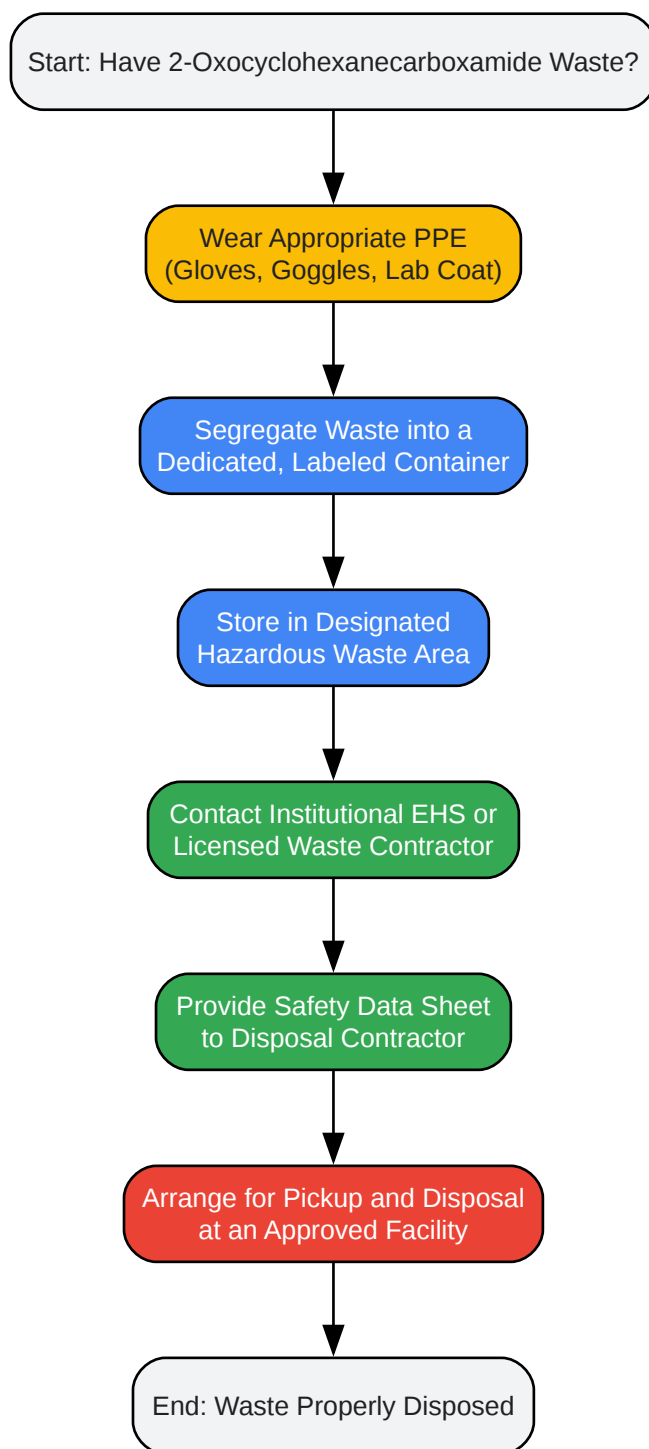 Start: Have 2-Oxocyclohexanecarboxamide Waste?
Wear Appropriate PPE
(Gloves, Goggles, Lab Coat)
Segregate Waste into a
Dedicated, Labeled Container
Store in Designated
Hazardous Waste Area
Contact Institutional EHS or
Licensed Waste Contractor
Provide Safety Data Sheet
to Disposal Contractor
Arrange for Pickup and Disposal
at an Approved Facility
End: Waste Properly Disposed